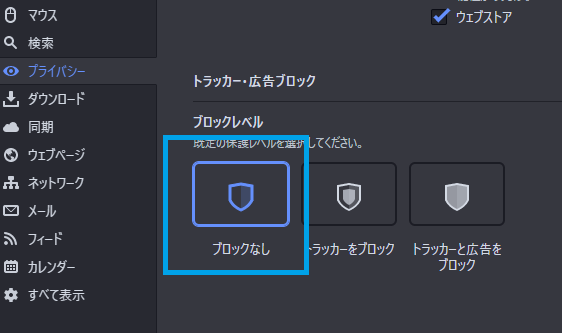 マウス
検索
プライバシー
ダウンロード
同期
ウェブページ
ネットワーク
メール
フィード
カレンダー
すべて表示
ウェブストア
トラッカー・広告ブロック
ブロックレベル
既定の保護レベルを選択してください。
ブロックなし
トラッカーをブロック
トラッカーと広告を
ブロック